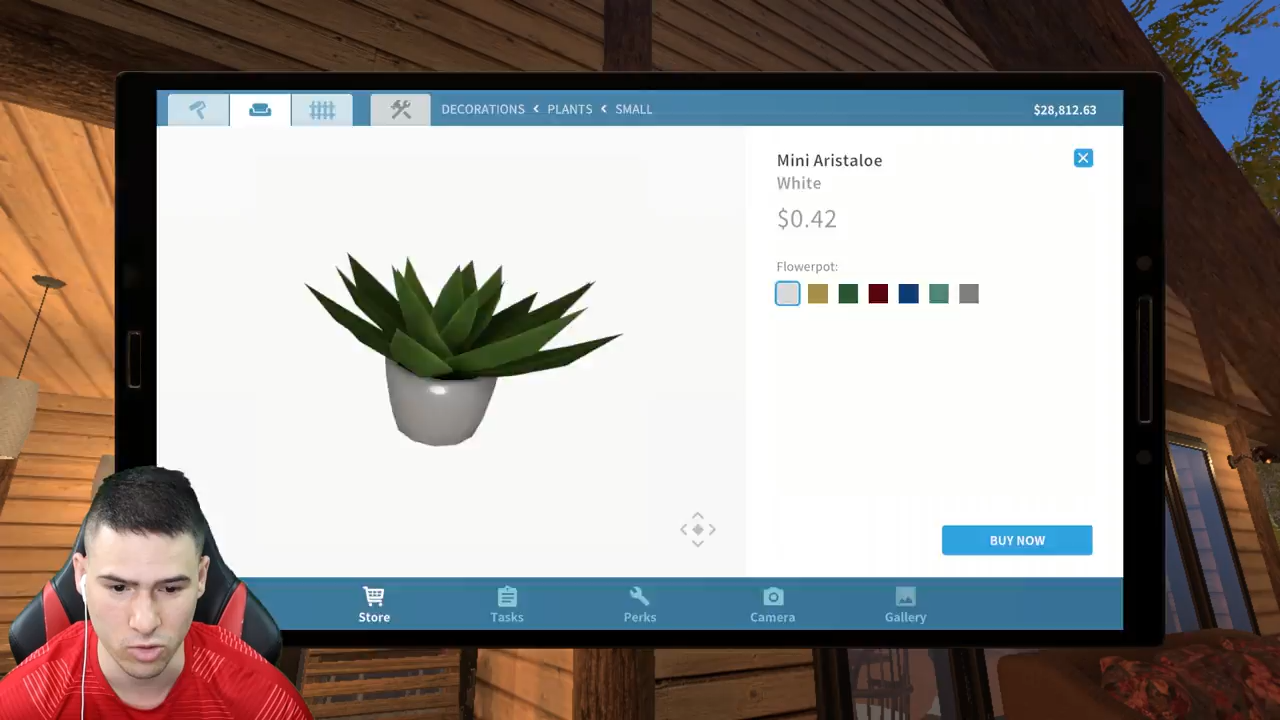 DECORATIONS < PLANTS < SMALL
$28,812.63
Mini Aristaloe
White
$0.42
Flowerpot:
BUY NOW
Store
Tasks
Perks
Camera
Gallery